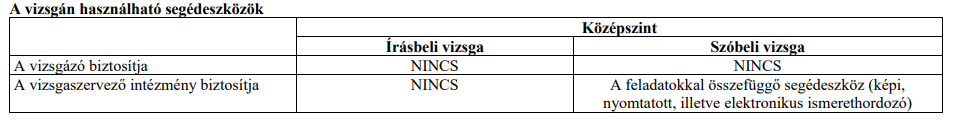 A vizsgán használható segédeszközök
Középszint
Írásbeli vizsga Szóbeli vizsga
A vizsgázó biztosítja NINCS NINCS
A vizsgaszervező intézmény biztosítja NINCS A feladatokkal összefüggő segédeszköz (képi,
nyomtatott, illetve elektronikus ismerethordozó)